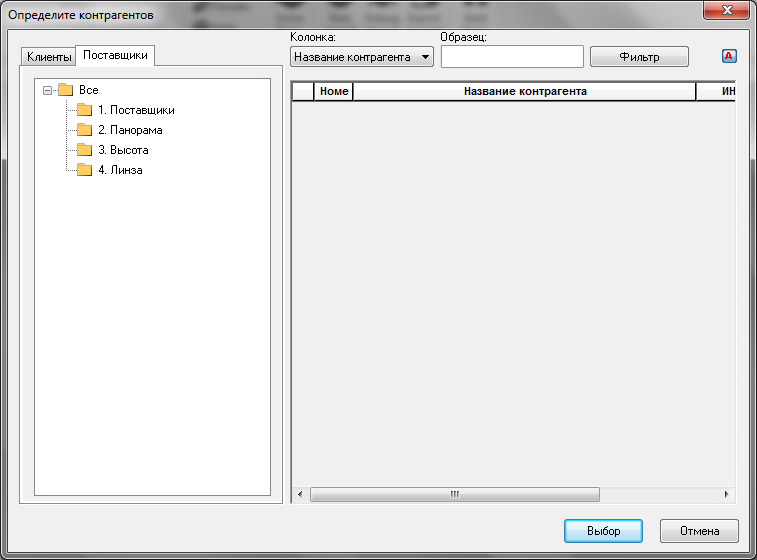 Определите контрагентов
Колонка:
Образец:
Клиенты
Поставщики
Название контрагента
Фильтр
A
Все
1. Поставщики
2. Панорама
3. Высота
4. Линза
Номе
Название контрагента
ИН
Выбор
Отмена